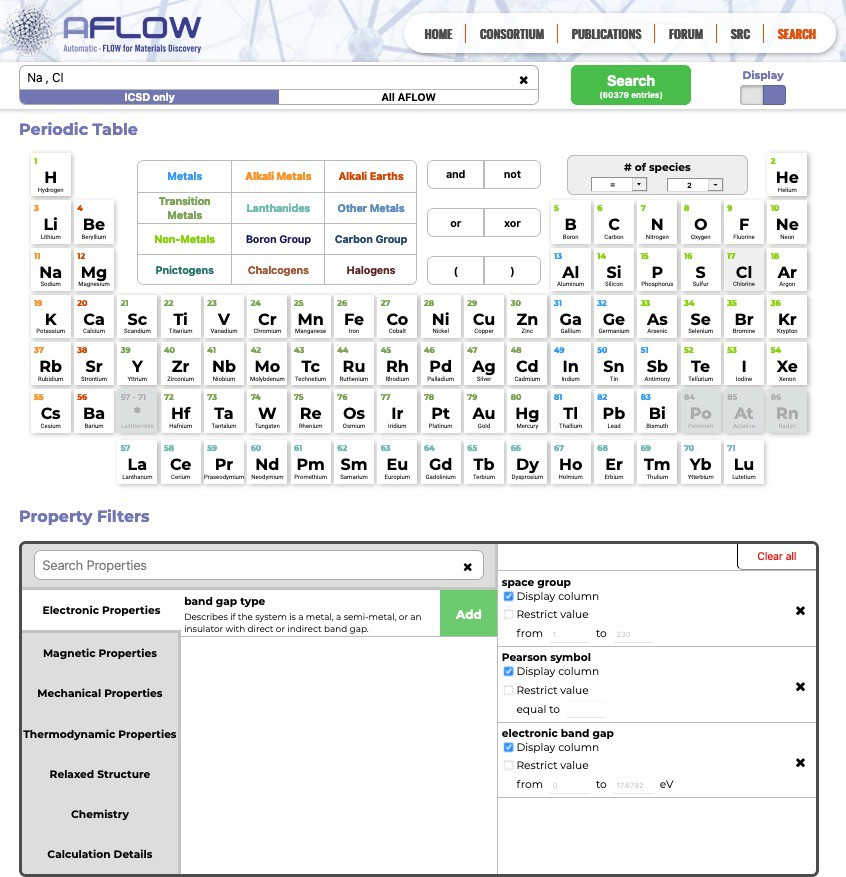 AFLOW
Automatic - FLOW for Materials Discovery
HOME CONSORTIUM PUBLICATIONS FORUM SRC SEARCH
Na , Cl
ICSD only All AFLOW
Search
(60379 entries)
Display
Periodic Table
Metals Alkali Metals Alkali Earths
Transition Metals Lanthanides Other Metals
Non-Metals Boron Group Carbon Group
Pnictogens Chalcogens Halogens
and not
or xor
( )
# of species
= 2
1 H Hydrogen 2 He Helium
3 Li Lithium 4 Be Beryllium 5 B Boron 6 C Carbon 7 N Nitrogen 8 O Oxygen 9 F Fluorine 10 Ne Neon
11 Na Sodium 12 Mg Magnesium 13 Al Aluminum 14 Si Silicon 15 P Phosphorus 16 S Sulfur 17 Cl Chlorine 18 Ar Argon
19 K Potassium 20 Ca Calcium 21 Sc Scandium 22 Ti Titanium 23 V Vanadium 24 Cr Chromium 25 Mn Manganese 26 Fe Iron 27 Co Cobalt 28 Ni Nickel 29 Cu Copper 30 Zn Zinc 31 Ga Gallium 32 Ge Germanium 33 As Arsenic 34 Se Selenium 35 Br Bromine 36 Kr Krypton
37 Rb Rubidium 38 Sr Strontium 39 Y Yttrium 40 Zr Zirconium 41 Nb Niobium 42 Mo Molybdenum 43 Tc Technetium 44 Ru Ruthenium 45 Rh Rhodium 46 Pd Palladium 47 Ag Silver 48 Cd Cadmium 49 In Indium 50 Sn Tin 51 Sb Antimony 52 Te Tellurium 53 I Iodine 54 Xe Xenon
55 Cs Cesium 56 Ba Barium 57 - 71 * Lanthanides 72 Hf Hafnium 73 Ta Tantalum 74 W Tungsten 75 Re Rhenium 76 Os Osmium 77 Ir Iridium 78 Pt Platinum 79 Au Gold 80 Hg Mercury 81 Tl Thallium 82 Pb Lead 83 Bi Bismuth 84 Po Polonium 85 At Astatine 86 Rn Radon
57 La Lanthanum 58 Ce Cerium 59 Pr Praseodymium 60 Nd Neodymium 61 Pm Promethium 62 Sm Samarium 63 Eu Europium 64 Gd Gadolinium 65 Tb Terbium 66 Dy Dysprosium 67 Ho Holmium 68 Er Erbium 69 Tm Thulium 70 Yb Ytterbium 71 Lu Lutetium
Property Filters
Search Properties
Electronic Properties
Magnetic Properties
Mechanical Properties
Thermodynamic Properties
Relaxed Structure
Chemistry
Calculation Details
band gap type
Describes if the system is a metal, a semi-metal, or an
insulator with direct or indirect band gap.
Add
Clear all
space group
Display column
Restrict value
from 1 to 230
Pearson symbol
Display column
Restrict value
equal to
electronic band gap
Display column
Restrict value
from 0 to 17.6792 eV